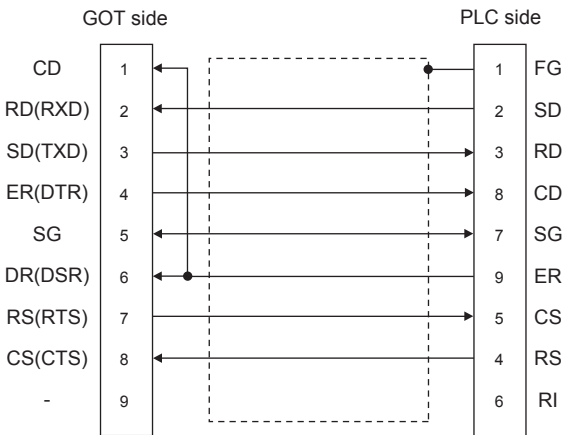 GOT side PLC side
CD 1 1 FG
RD(RXD) 2 2 SD
SD(TXD) 3 3 RD
ER(DTR) 4 8 CD
SG 5 7 SG
DR(DSR) 6 9 ER
RS(RTS) 7 5 CS
CS(CTS) 8 4 RS
- 9 6 RI